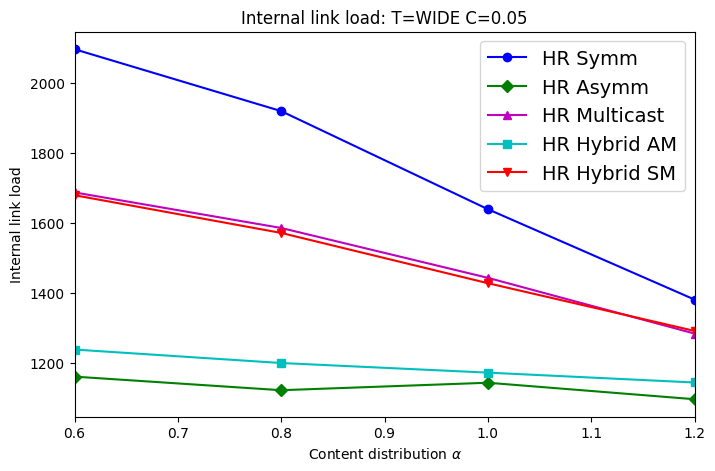 Internal link load: T=WIDE C=0.05
Internal link load
2000
1800
1600
1400
1200
0.6
0.7
0.8
0.9
1.0
1.1
1.2
Content distribution α
HR Symm
HR Asymm
HR Multicast
HR Hybrid AM
HR Hybrid SM